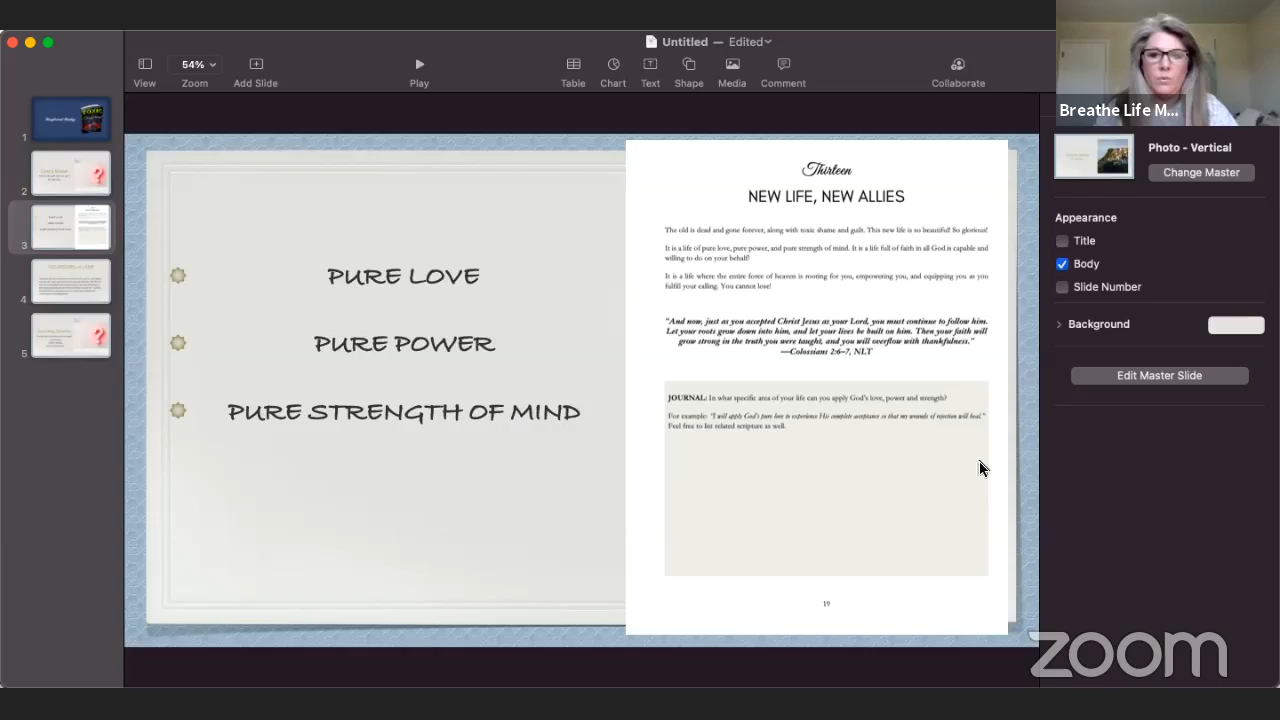 Untitled — Edited
View
54%
Zoom
Add Slide
Play
Table
Chart
Text
Shape
Media
Comment
Collaborate
Breathe Life M...
1
2
3
4
5
PURE LOVE
PURE POWER
PURE STRENGTH OF MIND
Thirteen
NEW LIFE, NEW ALLIES
The old is dead and gone forever, along with toxic shame and guilt. This new life is so beautiful! So glorious!
It is a life of pure love, pure power, and pure strength of mind. It is a life full of faith in all God is capable and
willing to do on your behalf!
It is a life where the entire force of heaven is rooting for you, empowering you, and equipping you as you
fulfill your calling. You cannot lose!
“And now, just as you accepted Christ Jesus as your Lord, you must continue to follow him.
Let your roots grow down into him, and let your lives be built on him. Then your faith will
grow strong in the truth you were taught, and you will overflow with thankfulness.”
—Colossians 2:6–7, NLT
JOURNAL: In what specific area of your life can you apply God's love, power and strength?
For example: “I will apply God's pure love to experience His complete acceptance so that my wounds of rejection will heal.”
Feel free to list related scripture as well.
19
Photo - Vertical
Change Master
Appearance
Title
Body
Slide Number
Background
Edit Master Slide
zoom